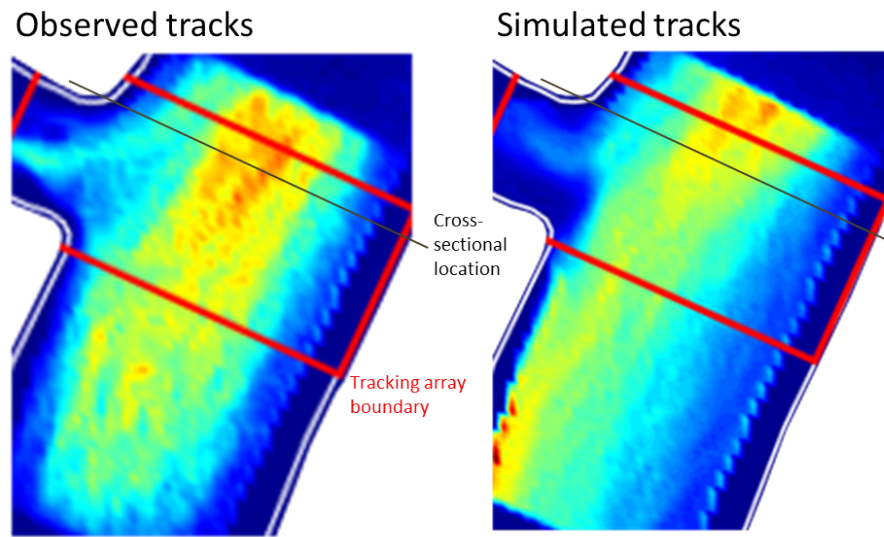 Observed tracks
Simulated tracks
Cross-
sectional
location
Tracking array
boundary